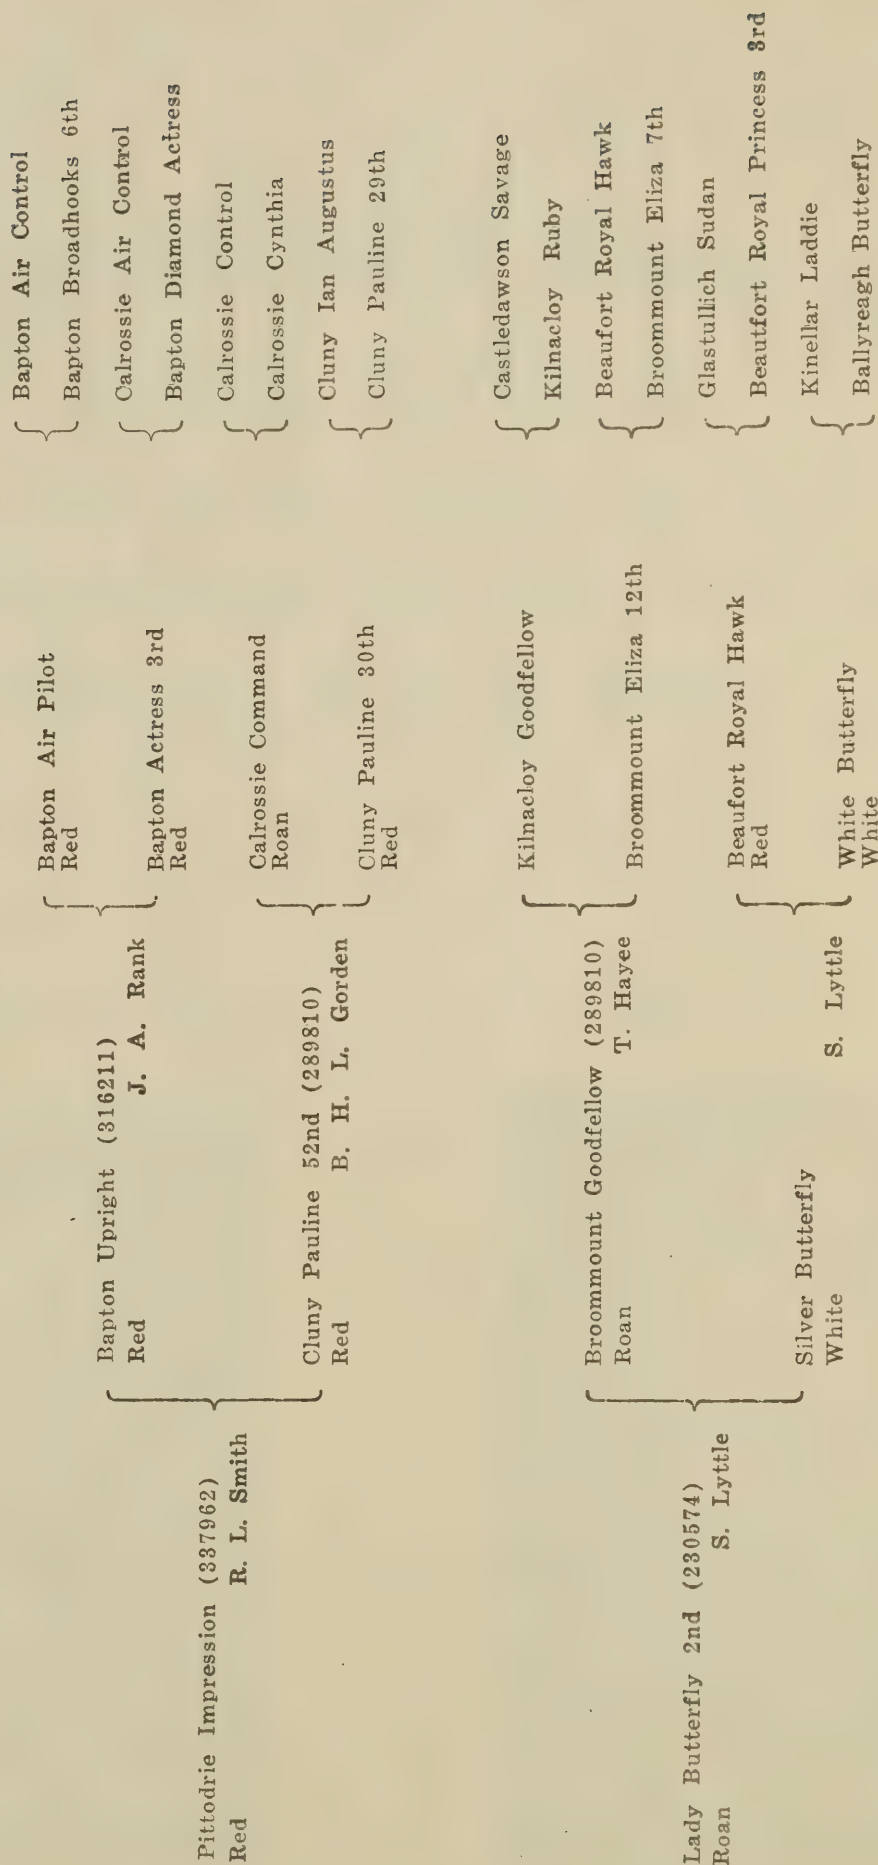 Pittodrie Impression (337962)
Red R. L. Smith
Lady Butterfly 2nd (230574)
Roan S. Lyttle
Bapton Upright (316211)
Red J. A. Rank
Cluny Pauline 52nd (289810)
Red B. H. L. Gorden
Broommount Goodfellow (289810)
Roan T. Hayee
Silver Butterfly
White S. Lyttle
Bapton Air Pilot
Red
Bapton Actress 3rd
Red
Calrossie Command
Roan
Cluny Pauline 30th
Red
Kilnacloy Goodfellow
Broommount Eliza 12th
Beaufort Royal Hawk
Red
White Butterfly
White
Bapton Air Control
Bapton Broadhooks 6th
Calrossie Air Control
Bapton Diamond Actress
Calrossie Control
Calrossie Cynthia
Cluny Ian Augustus
Cluny Pauline 29th
Castledawson Savage
Kilnacloy Ruby
Beaufort Royal Hawk
Broommount Eliza 7th
Glastullich Sudan
Beautfort Royal Princess 3rd
Kinellar Laddie
Ballyreagh Butterfly